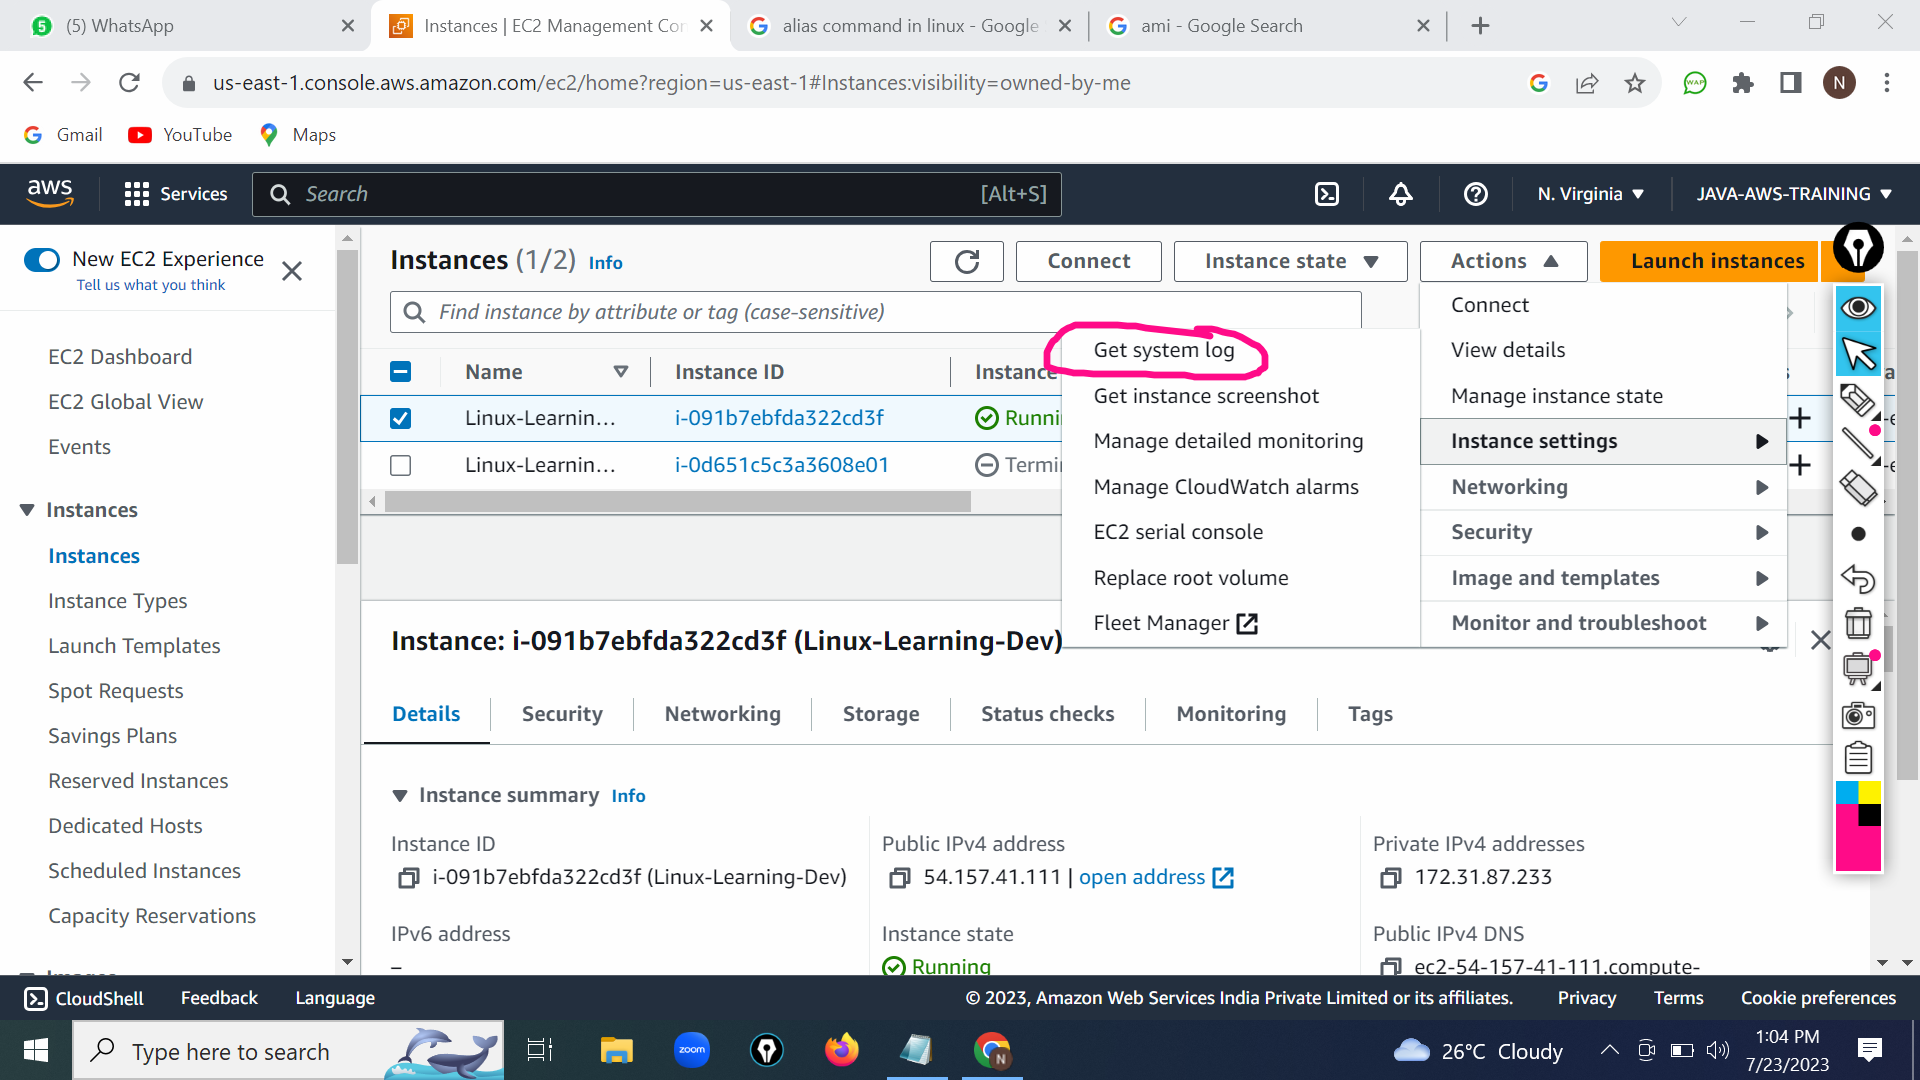 (5) WhatsApp
Instances | EC2 Management Con
alias command in linux - Google
ami - Google Search
us-east-1.console.aws.amazon.com/ec2/home?region=us-east-1#Instances:visibility=owned-by-me
N
Gmail
YouTube
Maps
aws
Services
Search
[Alt+S]
N. Virginia
JAVA-AWS-TRAINING
New EC2 Experience
Tell us what you think
EC2 Dashboard
EC2 Global View
Events
Instances
Instances
Instance Types
Launch Templates
Spot Requests
Savings Plans
Reserved Instances
Dedicated Hosts
Scheduled Instances
Capacity Reservations
Instances (1/2) Info
Connect
Instance state
Actions
Launch instances
Find instance by attribute or tag (case-sensitive)
Name
Instance ID
Instance
Linux-Learnin...
i-091b7ebfda322cd3f
Linux-Learnin...
i-0d651c5c3a3608e01
Get system log
Get instance screenshot
Manage detailed monitoring
Manage CloudWatch alarms
EC2 serial console
Replace root volume
Fleet Manager
Connect
View details
Manage instance state
Instance settings
Networking
Security
Image and templates
Monitor and troubleshoot
Instance: i-091b7ebfda322cd3f (Linux-Learning-Dev)
Details
Security
Networking
Storage
Status checks
Monitoring
Tags
Instance summary Info
Instance ID
i-091b7ebfda322cd3f (Linux-Learning-Dev)
Public IPv4 address
54.157.41.111 | open address
Private IPv4 addresses
172.31.87.233
IPv6 address
–
Instance state
Running
Public IPv4 DNS
ec2-54-157-41-111.compute-
CloudShell
Feedback
Language
© 2023, Amazon Web Services India Private Limited or its affiliates.
Privacy
Terms
Cookie preferences
Type here to search
zoom
N
26°C Cloudy
1:04 PM
7/23/2023